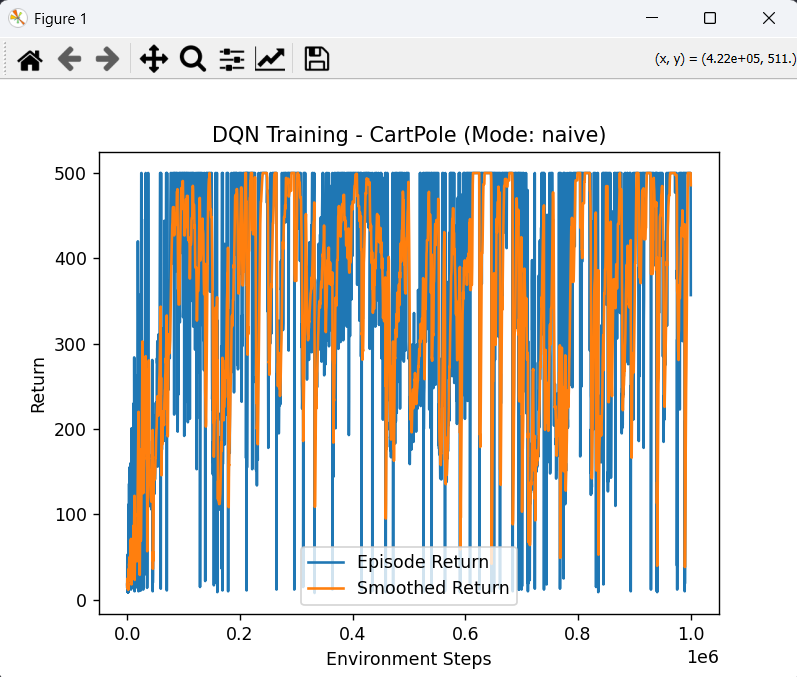 Figure 1
(x, y) = (4.22e+05, 511.)
DQN Training - CartPole (Mode: naive)
Return
500
400
300
200
100
0
Episode Return
Smoothed Return
0.0 0.2 0.4 0.6 0.8 1.0
1e6
Environment Steps